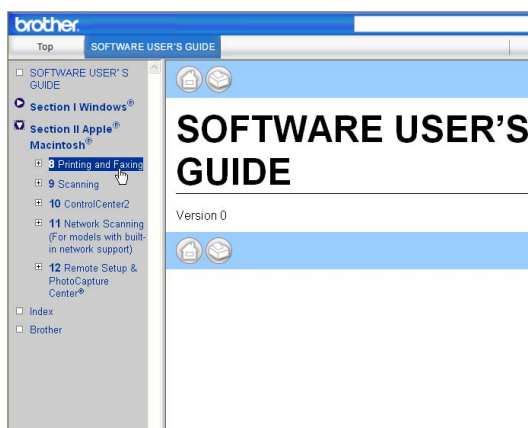 brother.
Top SOFTWARE USER'S GUIDE
SOFTWARE USER'S
GUIDE
Section I Windows®
Section II Apple®
Macintosh®
8 Printing and Faxing
9 Scanning
10 ControlCenter2
11 Network Scanning
(For models with built-
in network support)
12 Remote Setup &
PhotoCapture
Center®
Index
Brother
SOFTWARE USER'S
GUIDE
Version 0